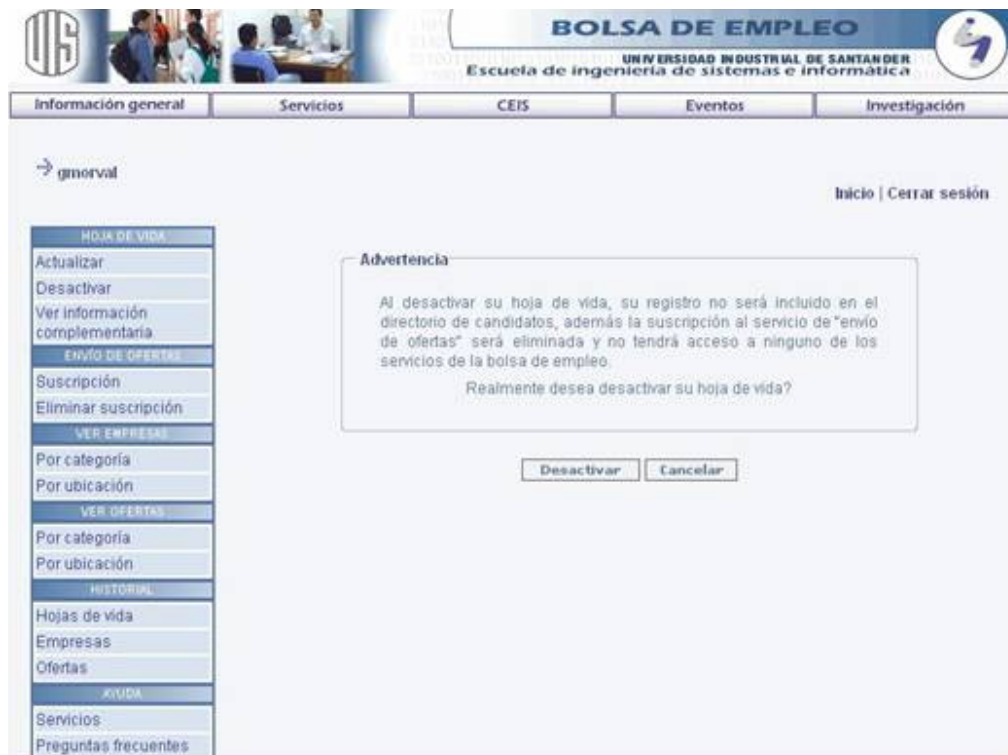 UIS
BOLSA DE EMPLEO
UNIVERSIDAD INDUSTRIAL DE SANTANDER
Escuela de ingeniería de sistemas e informática
Información general
Servicios
CEIS
Eventos
Investigación
gmorval
Inicio | Cerrar sesión
HOJA DE VIDA
Actualizar
Desactivar
Ver información
complementaria
ENVÍO DE OFERTAS
Suscripción
Eliminar suscripción
VER EMPRESAS
Por categoría
Por ubicación
VER OFERTAS
Por categoría
Por ubicación
HISTORIAL
Hojas de vida
Empresas
Ofertas
AYUDA
Servicios
Preguntas frecuentes
Advertencia
Al desactivar su hoja de vida, su registro no será incluido en el
directorio de candidatos, además la suscripción al servicio de "envío
de ofertas" será eliminada y no tendrá acceso a ninguno de los
servicios de la bolsa de empleo.
Realmente desea desactivar su hoja de vida?
Desactivar
Cancelar